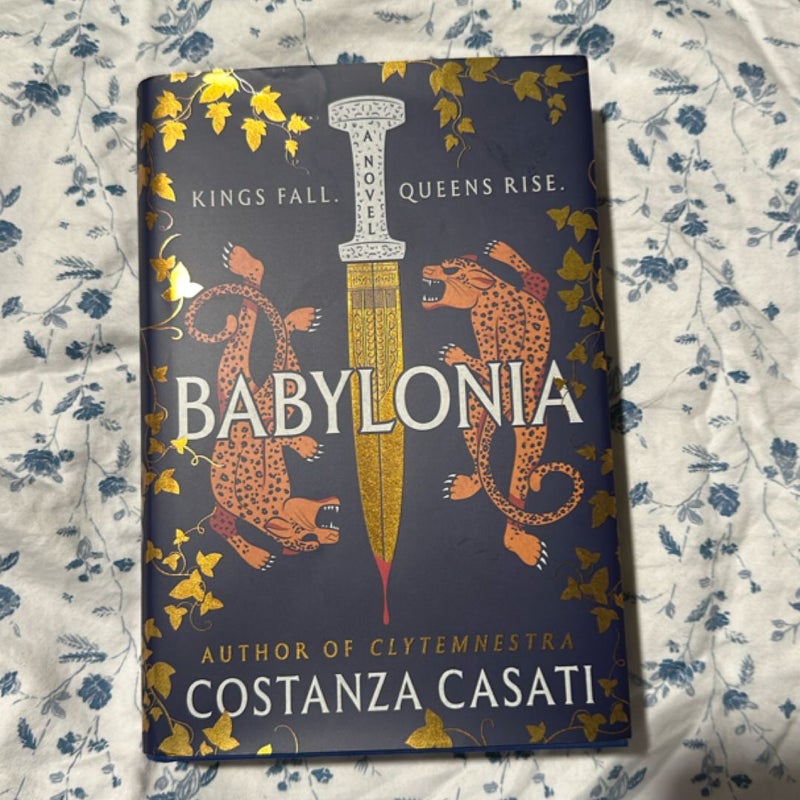 A NOVEL
KINGS FALL. QUEENS RISE.
BABYLONIA
AUTHOR OF CLYTEMNESTRA
COSTANZA CASATI